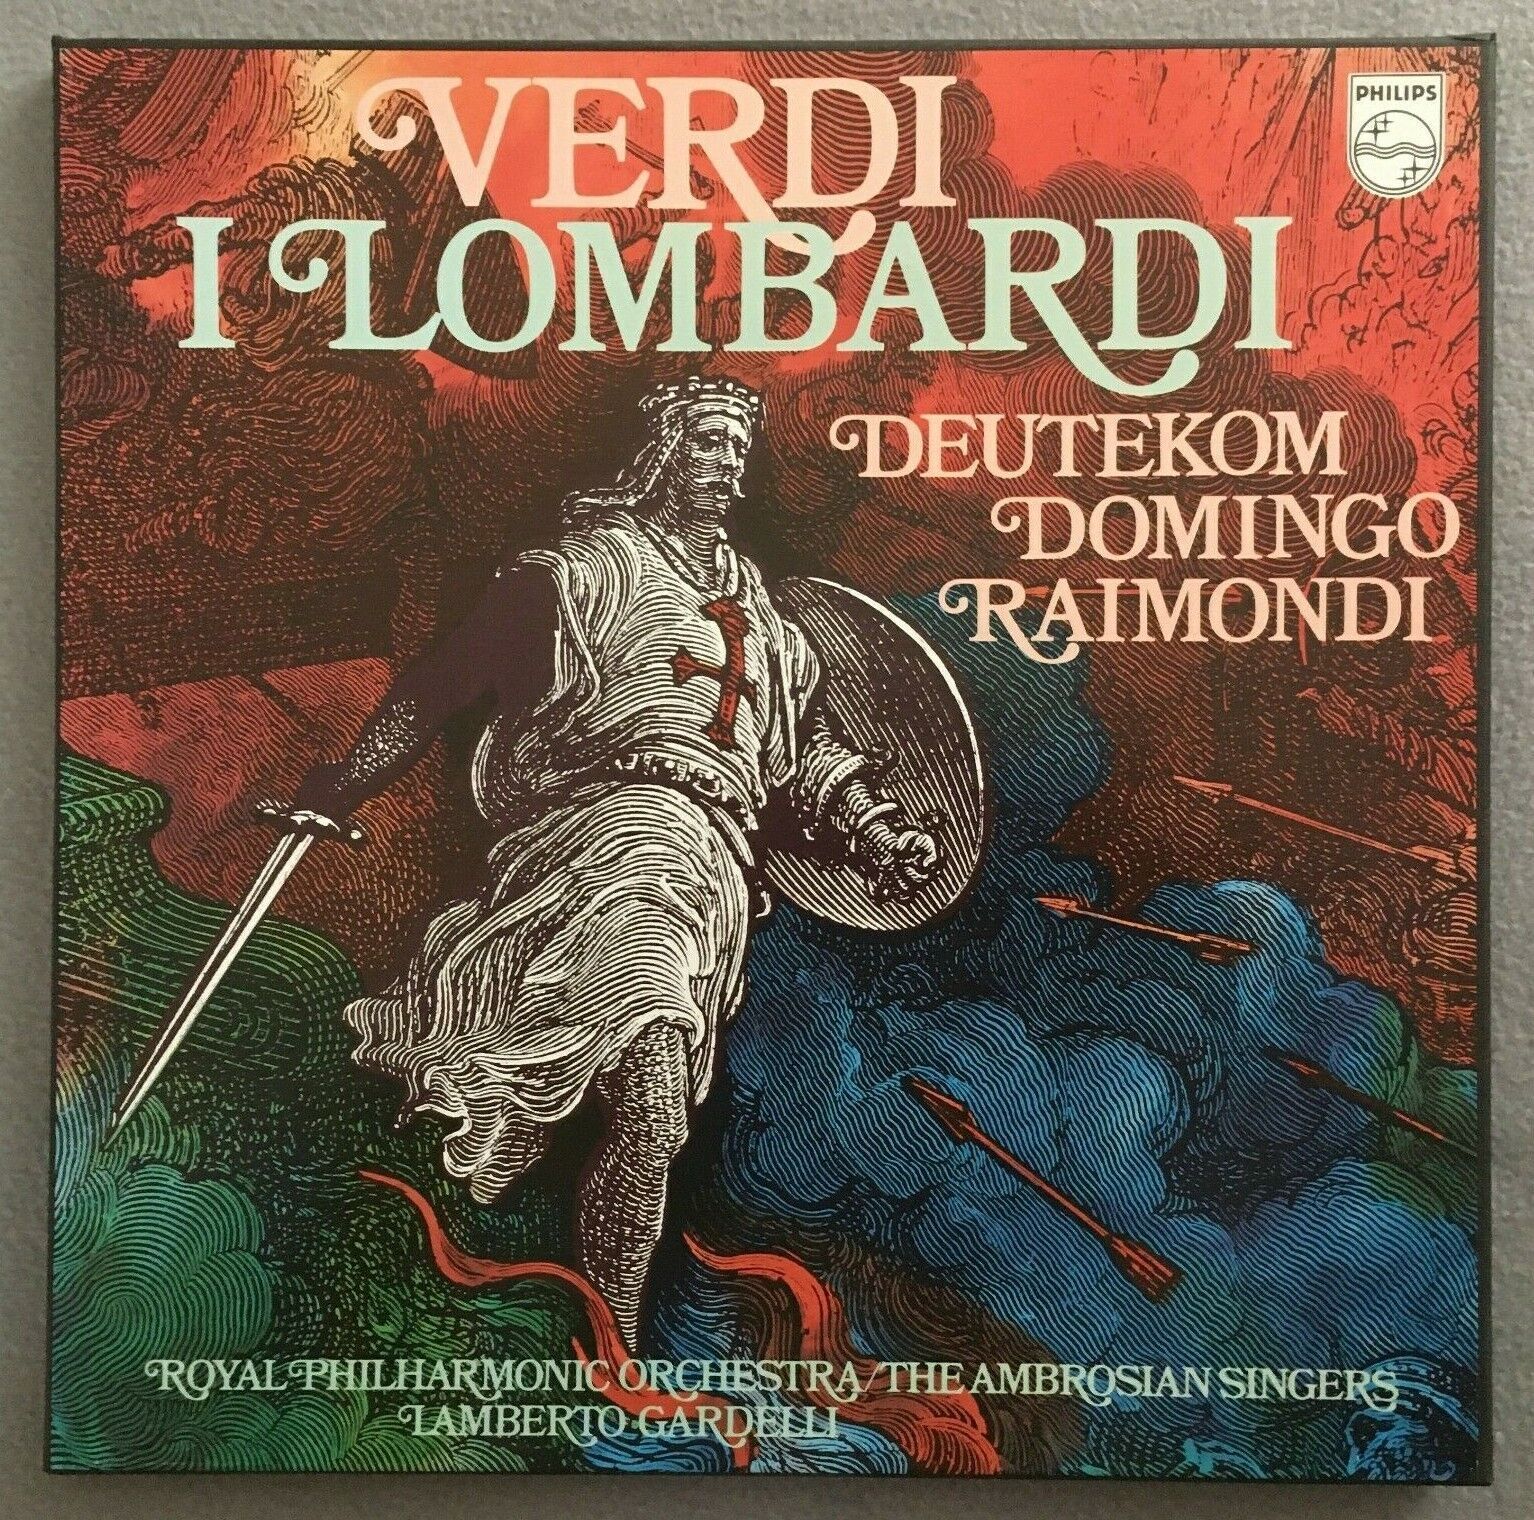 VERDI
PHILIPS
I LOMBARDI
DEUTEKOM
DOMINGO
RAIMONDI
ROYAL PHILHARMONIC ORCHESTRA/THE AMBROSIAN SINGERS
LAMBERTO GARDELLI